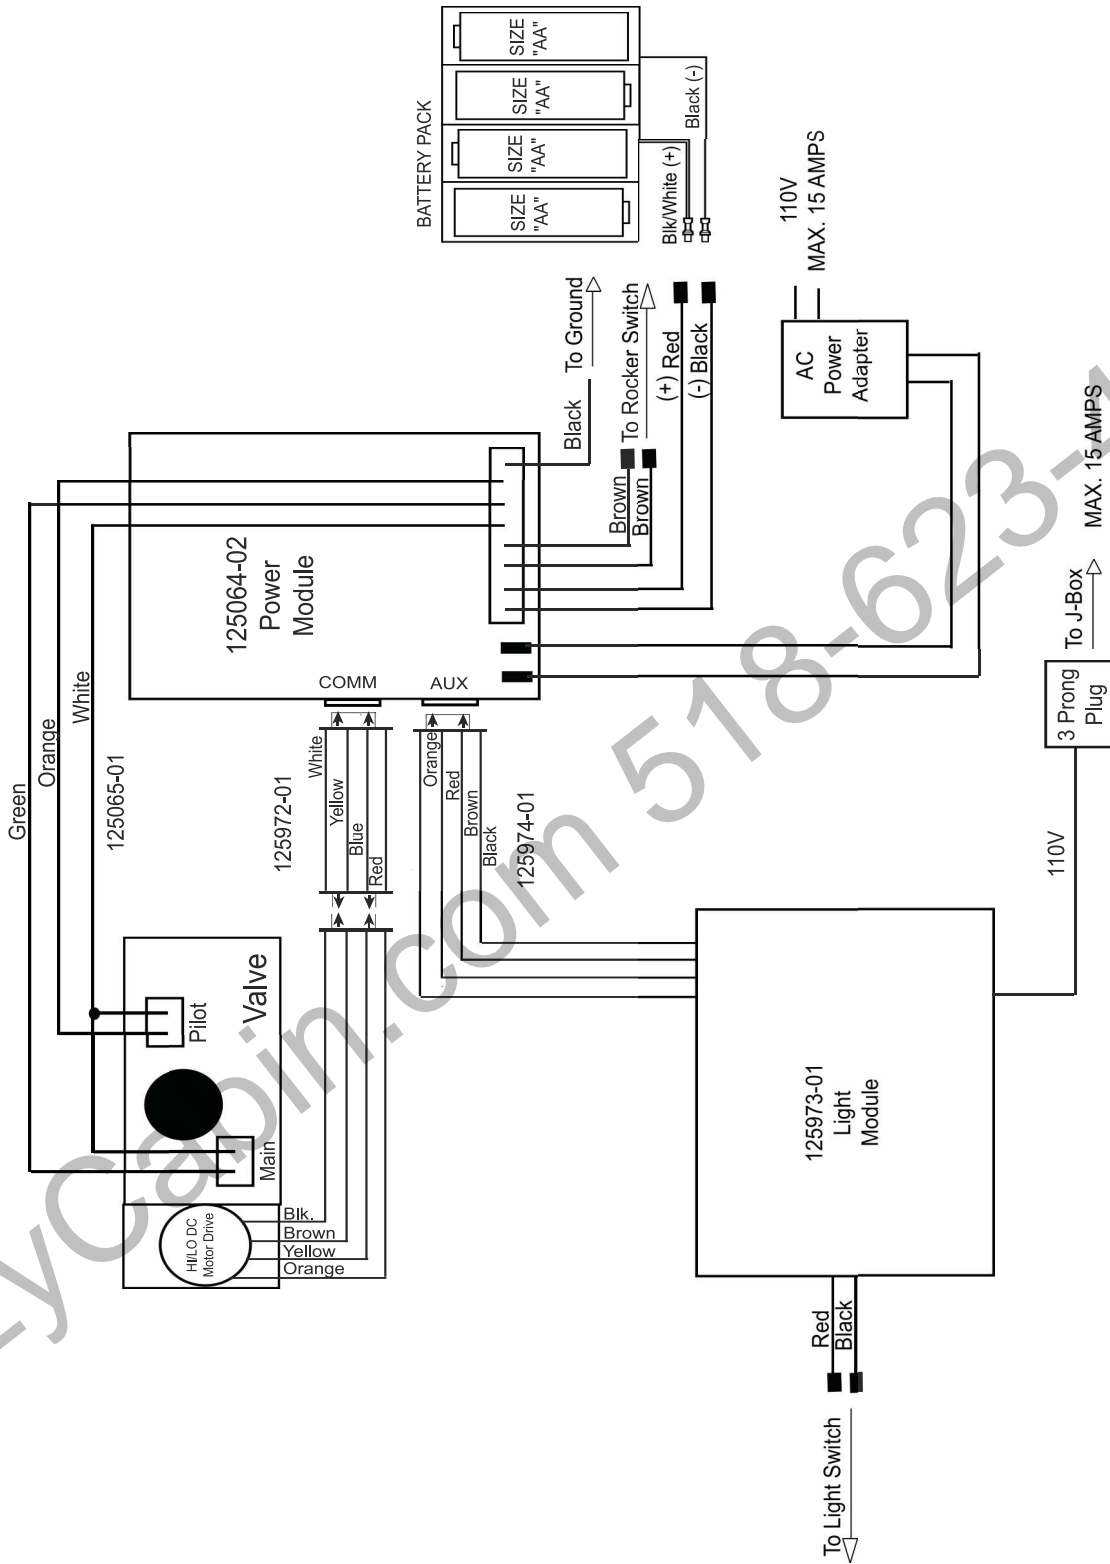 BATTERY PACK
SIZE
"AA"
SIZE
"AA"
SIZE
"AA"
SIZE
"AA"
Blk/White (+)
Black (-)
110V
MAX. 15 AMPS
AC
Power
Adapter
Black
To Ground
To Rocker Switch
Brown
Brown
(+) Red
(-) Black
125064-02
Power
Module
COMM
AUX
Green
Orange
White
125065-01
125972-01
White
Yellow
Blue
Red
125974-01
Orange
Red
Brown
Black
Valve
Pilot
Main
HI/LO DC
Motor Drive
Blk.
Brown
Yellow
Orange
125973-01
Light
Module
110V
3 Prong
Plug
To J-Box
MAX. 15 AMPS
Red
Black
To Light Switch
yCabin.com 518-623-4